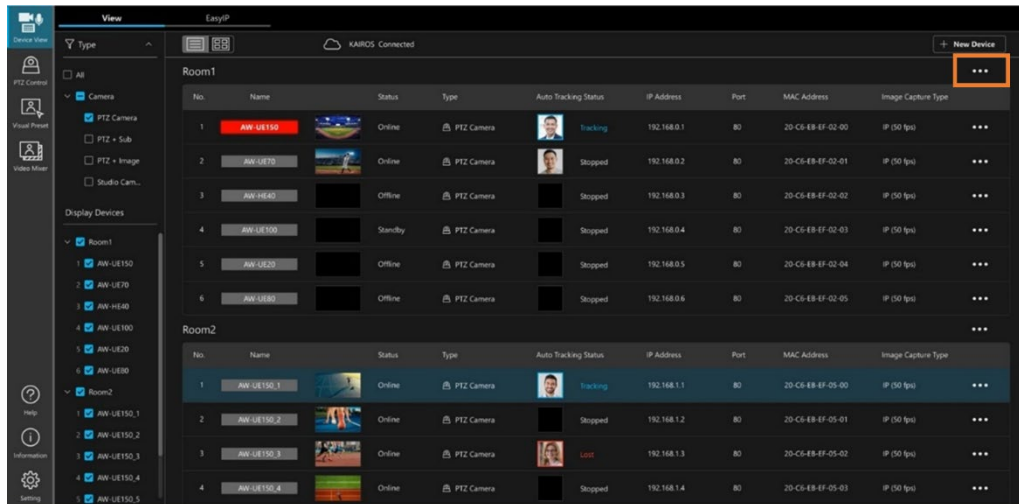 View EasyIP
Device View
PTZ Control
Visual Preset
Video Mixer
Help
Information
Setting
Type
All
Camera
PTZ Camera
PTZ + Sub
PTZ + Image
Studio Cam...
Display Devices
Room1
1 AW-UE150
2 AW-UE70
3 AW-HE40
4 AW-UE100
5 AW-UE20
6 AW-UE80
Room2
1 AW-UE150_1
2 AW-UE150_2
3 AW-UE150_3
4 AW-UE150_4
5 AW-UE150_5
KAIROS Connected
+ New Device
Room1
No. Name Status Type Auto Tracking Status IP Address Port MAC Address Image Capture Type
1 AW-UE150 Online PTZ Camera Tracking 192.168.0.1 80 20-C6-EB-EF-02-00 IP (50 fps)
2 AW-UE70 Online PTZ Camera Stopped 192.168.0.2 80 20-C6-EB-EF-02-01 IP (50 fps)
3 AW-HE40 Offline PTZ Camera Stopped 192.168.0.3 80 20-C6-EB-EF-02-02 IP (50 fps)
4 AW-UE100 Standby PTZ Camera Stopped 192.168.0.4 80 20-C6-EB-EF-02-03 IP (50 fps)
5 AW-UE20 Offline PTZ Camera Stopped 192.168.0.5 80 20-C6-EB-EF-02-04 IP (50 fps)
6 AW-UE80 Offline PTZ Camera Stopped 192.168.0.6 80 20-C6-EB-EF-02-05 IP (50 fps)
Room2
No. Name Status Type Auto Tracking Status IP Address Port MAC Address Image Capture Type
1 AW-UE150_1 Online PTZ Camera Tracking 192.168.1.1 80 20-C6-EB-EF-05-00 IP (50 fps)
2 AW-UE150_2 Online PTZ Camera Stopped 192.168.1.2 80 20-C6-EB-EF-05-01 IP (50 fps)
3 AW-UE150_3 Online PTZ Camera Lost 192.168.1.3 80 20-C6-EB-EF-05-02 IP (50 fps)
4 AW-UE150_4 Online PTZ Camera Stopped 192.168.1.4 80 20-C6-EB-EF-05-03 IP (50 fps)